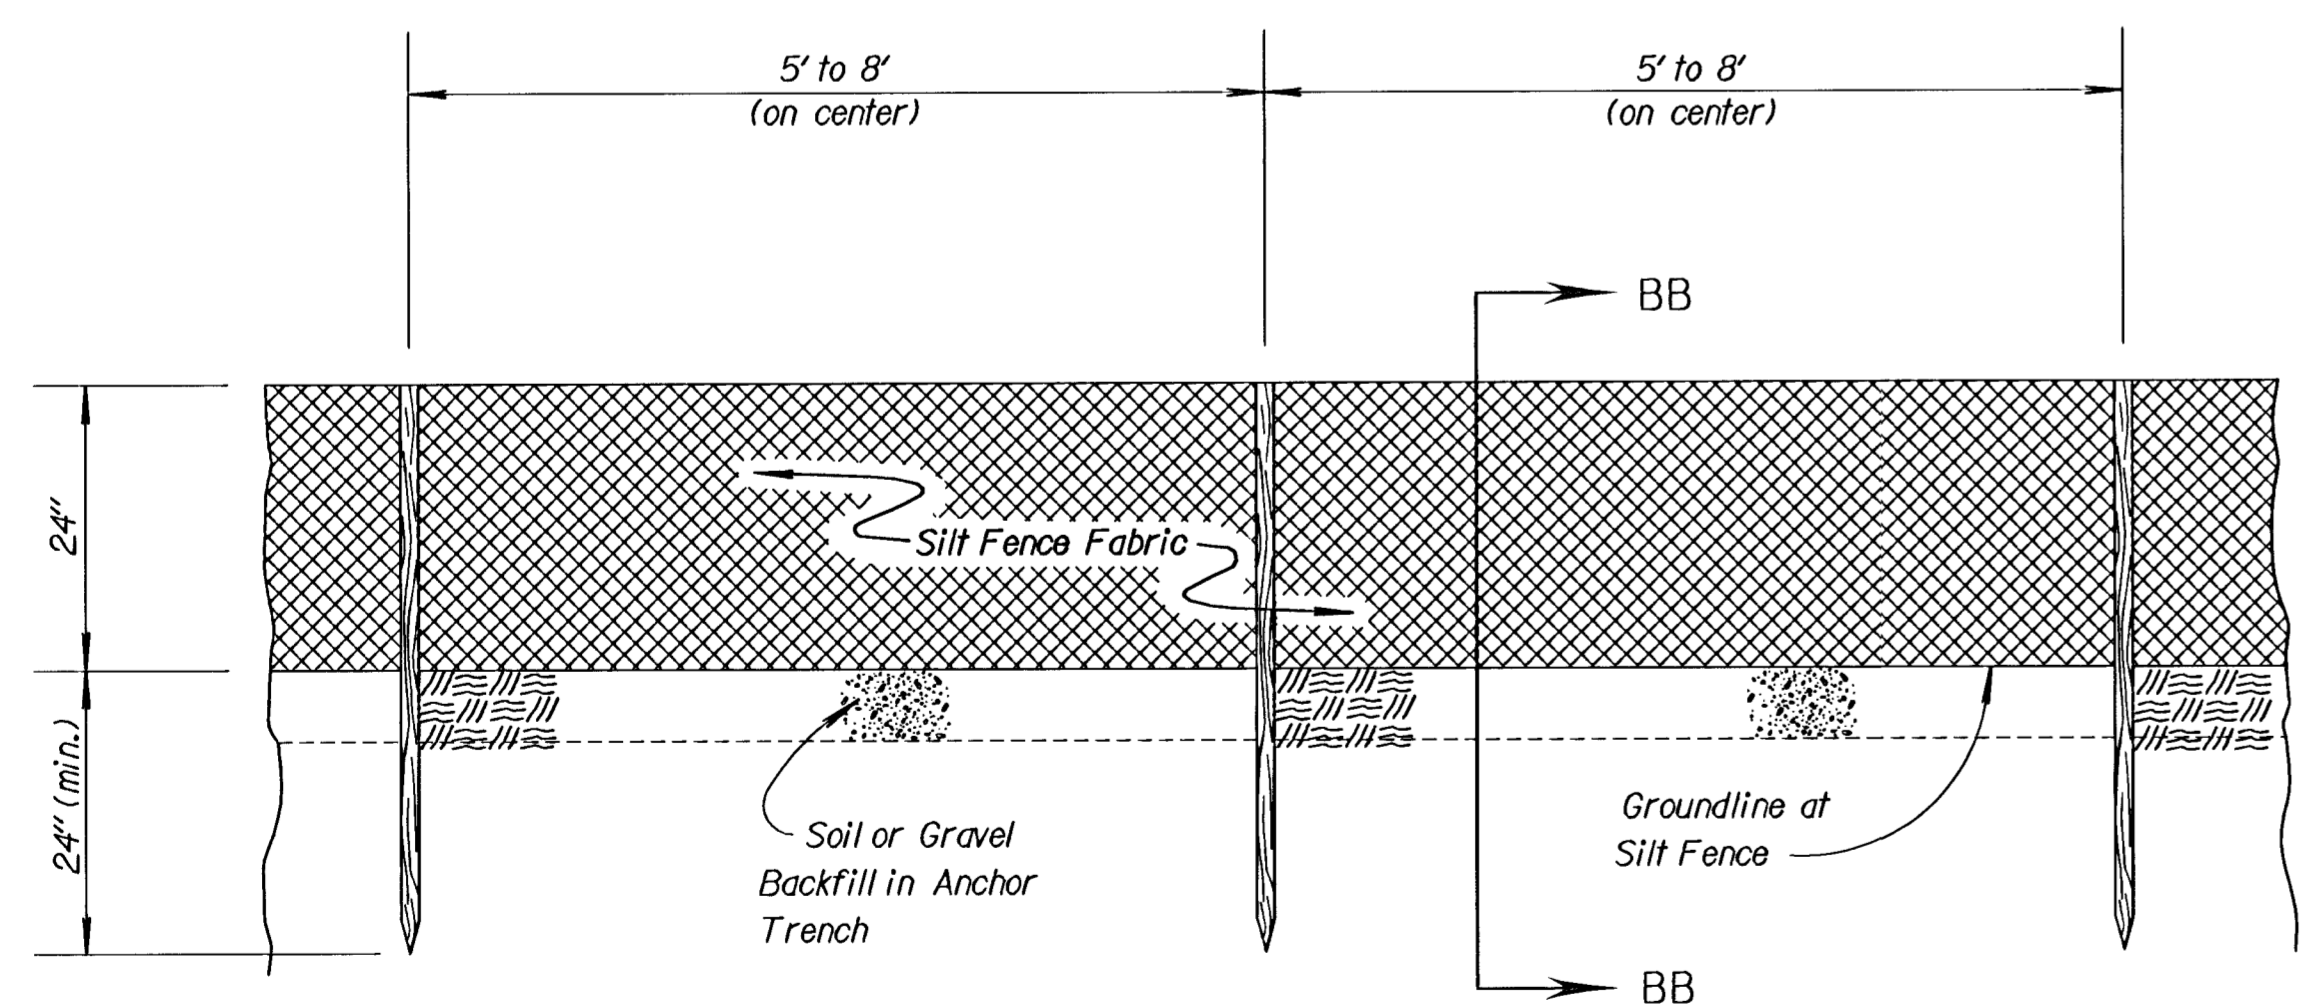 5' to 8'
(on center)
5' to 8'
(on center)
BB
24"
Silt Fence Fabric
24" (min.)
Soil or Gravel
Backfill in Anchor
Trench
Groundline at
Silt Fence
BB